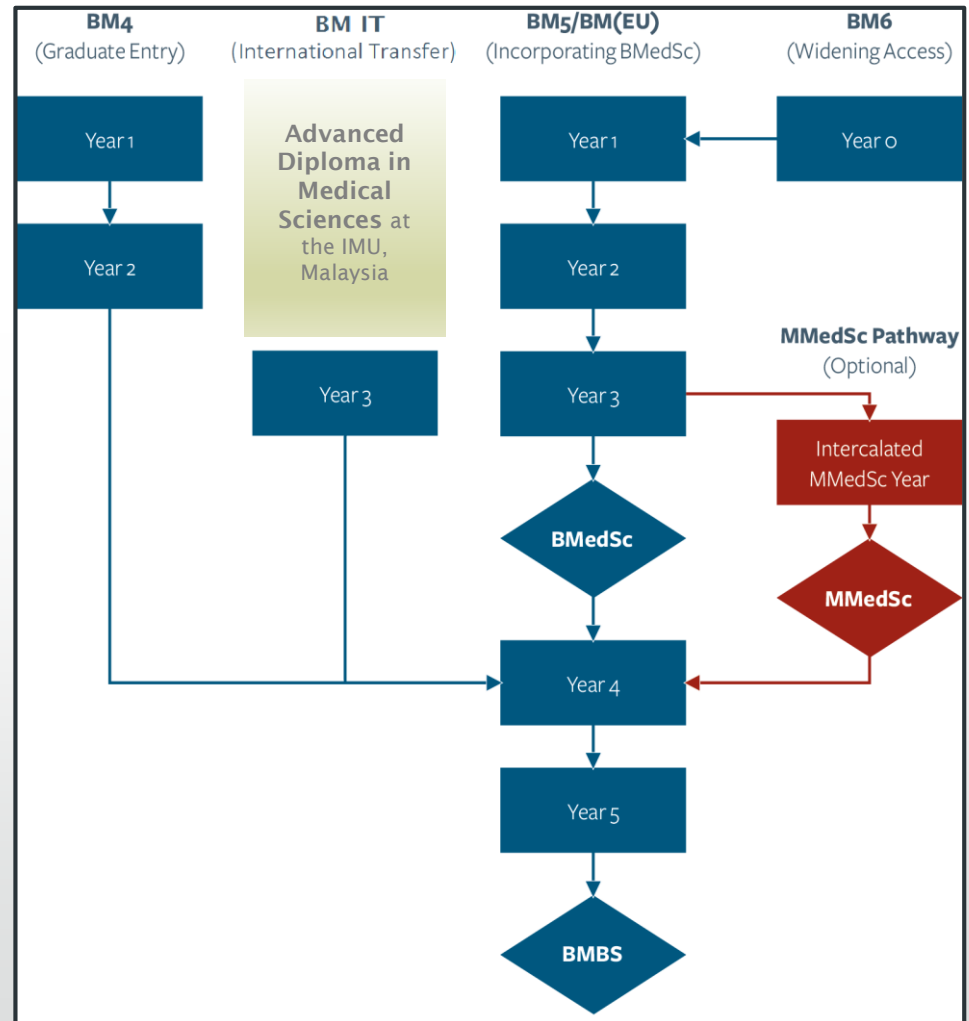 BM4
(Graduate Entry)
BM IT
(International Transfer)
BM5/BM(EU)
(Incorporating BMedSc)
BM6
(Widening Access)
Year 1
Advanced
Diploma in
Medical
Sciences at
the IMU,
Malaysia
Year 1
Year 0
Year 2
Year 2
MMedSc Pathway
(Optional)
Year 3
Year 3
Intercalated
MMedSc Year
BMedSc
MMedSc
Year 4
Year 5
BMBS